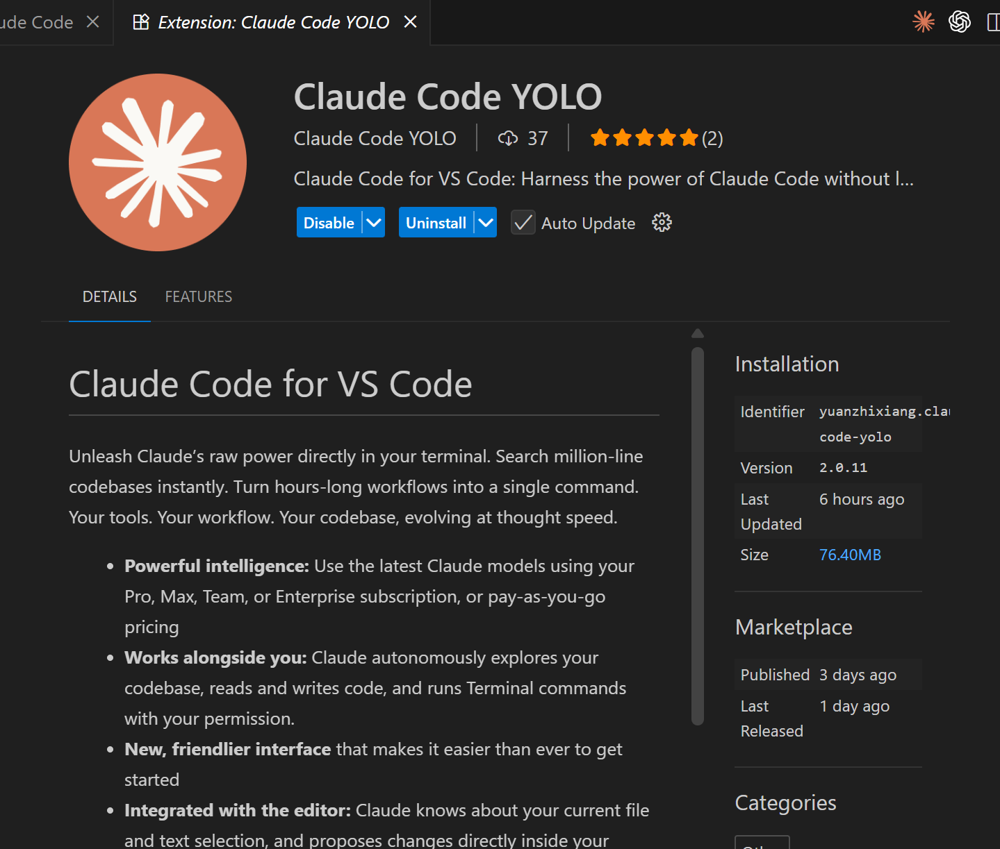 ude Code
Extension: Claude Code YOLO
Claude Code YOLO
Claude Code YOLO
37
(2)
Claude Code for VS Code: Harness the power of Claude Code without l...
Disable
Uninstall
Auto Update
DETAILS
FEATURES
Claude Code for VS Code
Unleash Claude’s raw power directly in your terminal. Search million-line
codebases instantly. Turn hours-long workflows into a single command.
Your tools. Your workflow. Your codebase, evolving at thought speed.
• Powerful intelligence: Use the latest Claude models using your
Pro, Max, Team, or Enterprise subscription, or pay-as-you-go
pricing
• Works alongside you: Claude autonomously explores your
codebase, reads and writes code, and runs Terminal commands
with your permission.
• New, friendlier interface that makes it easier than ever to get
started
• Integrated with the editor: Claude knows about your current file
and text selection, and proposes changes directly inside your
Installation
Identifier yuanzhixiang.clau
code-yolo
Version 2.0.11
Last 6 hours ago
Updated
Size 76.40MB
Marketplace
Published 3 days ago
Last 1 day ago
Released
Categories